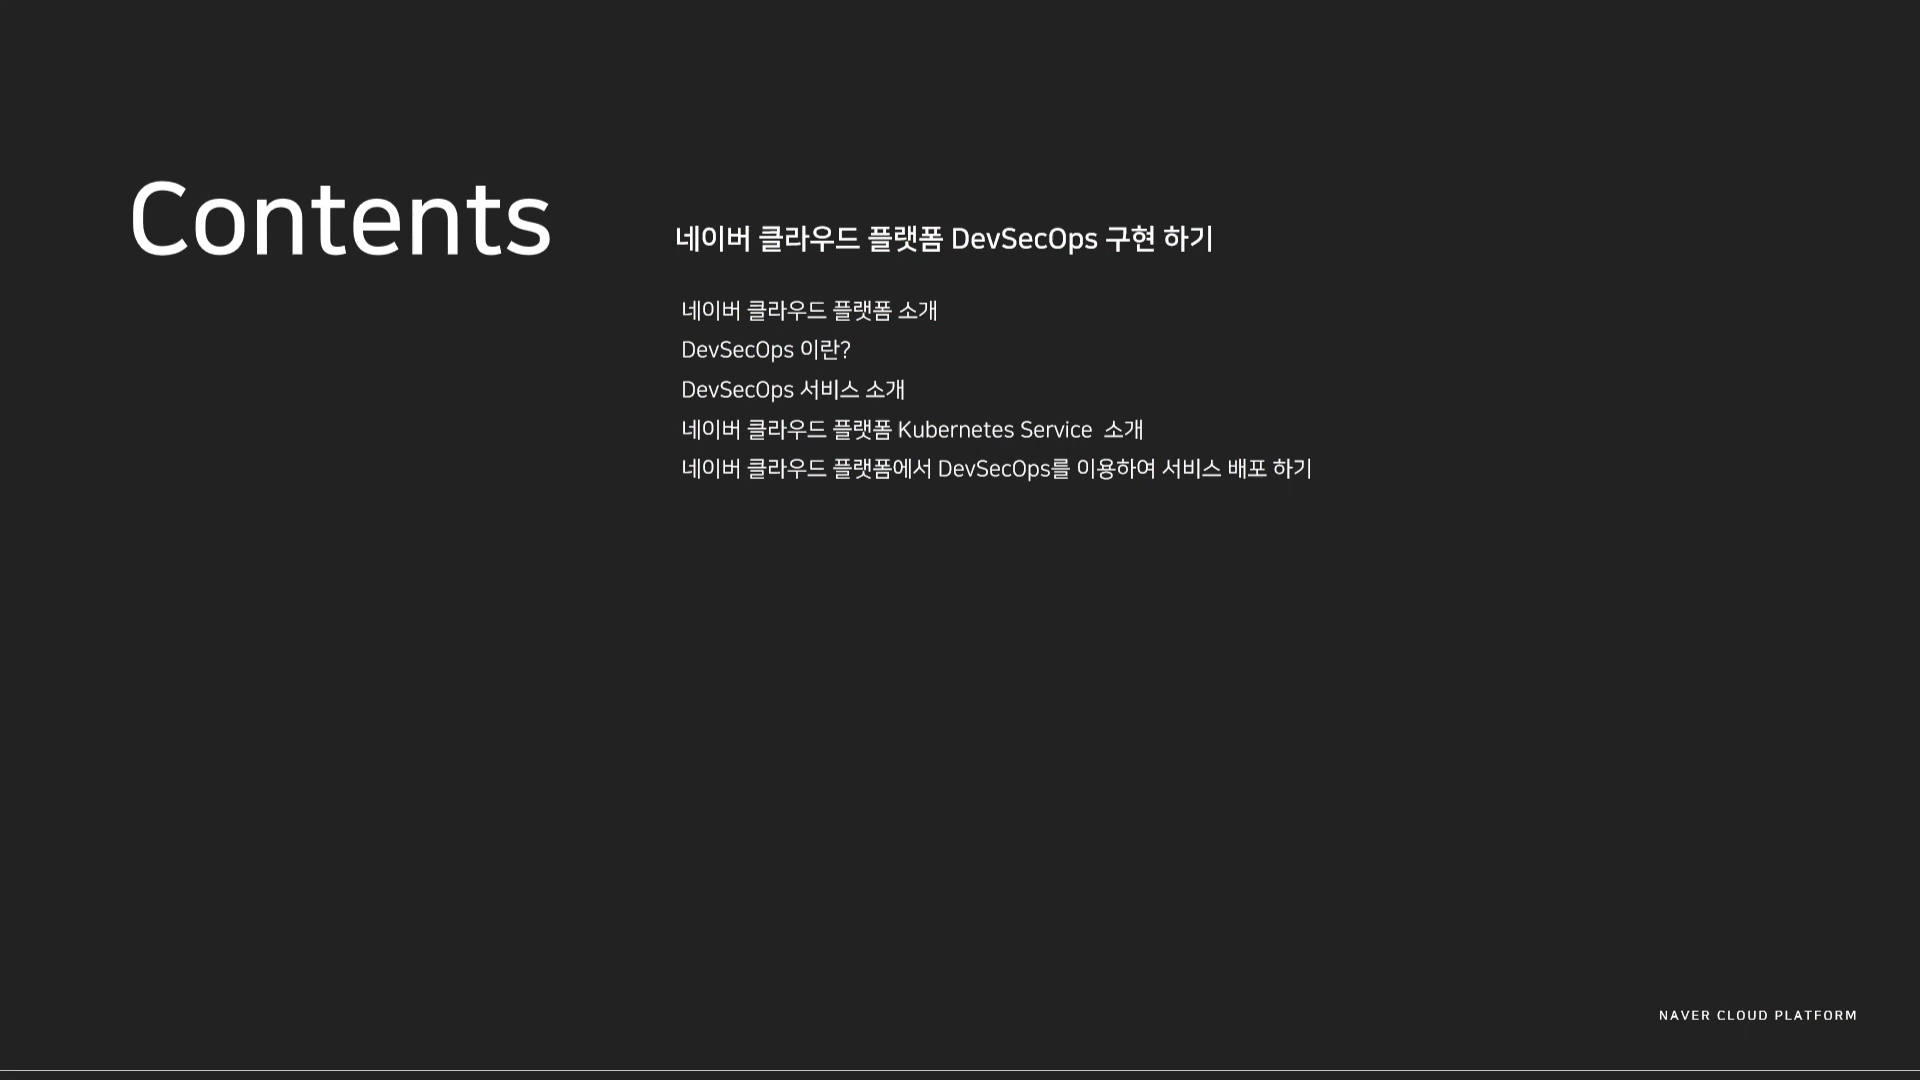 Contents
네이버 클라우드 플랫폼 DevSecOps 구현 하기
네이버 클라우드 플랫폼 소개
DevSecOps 이란?
DevSecOps 서비스 소개
네이버 클라우드 플랫폼 Kubernetes Service  소개
네이버 클라우드 플랫폼에서 DevSecOps를 이용하여 서비스 배포 하기
NAVER CLOUD PLATFORM